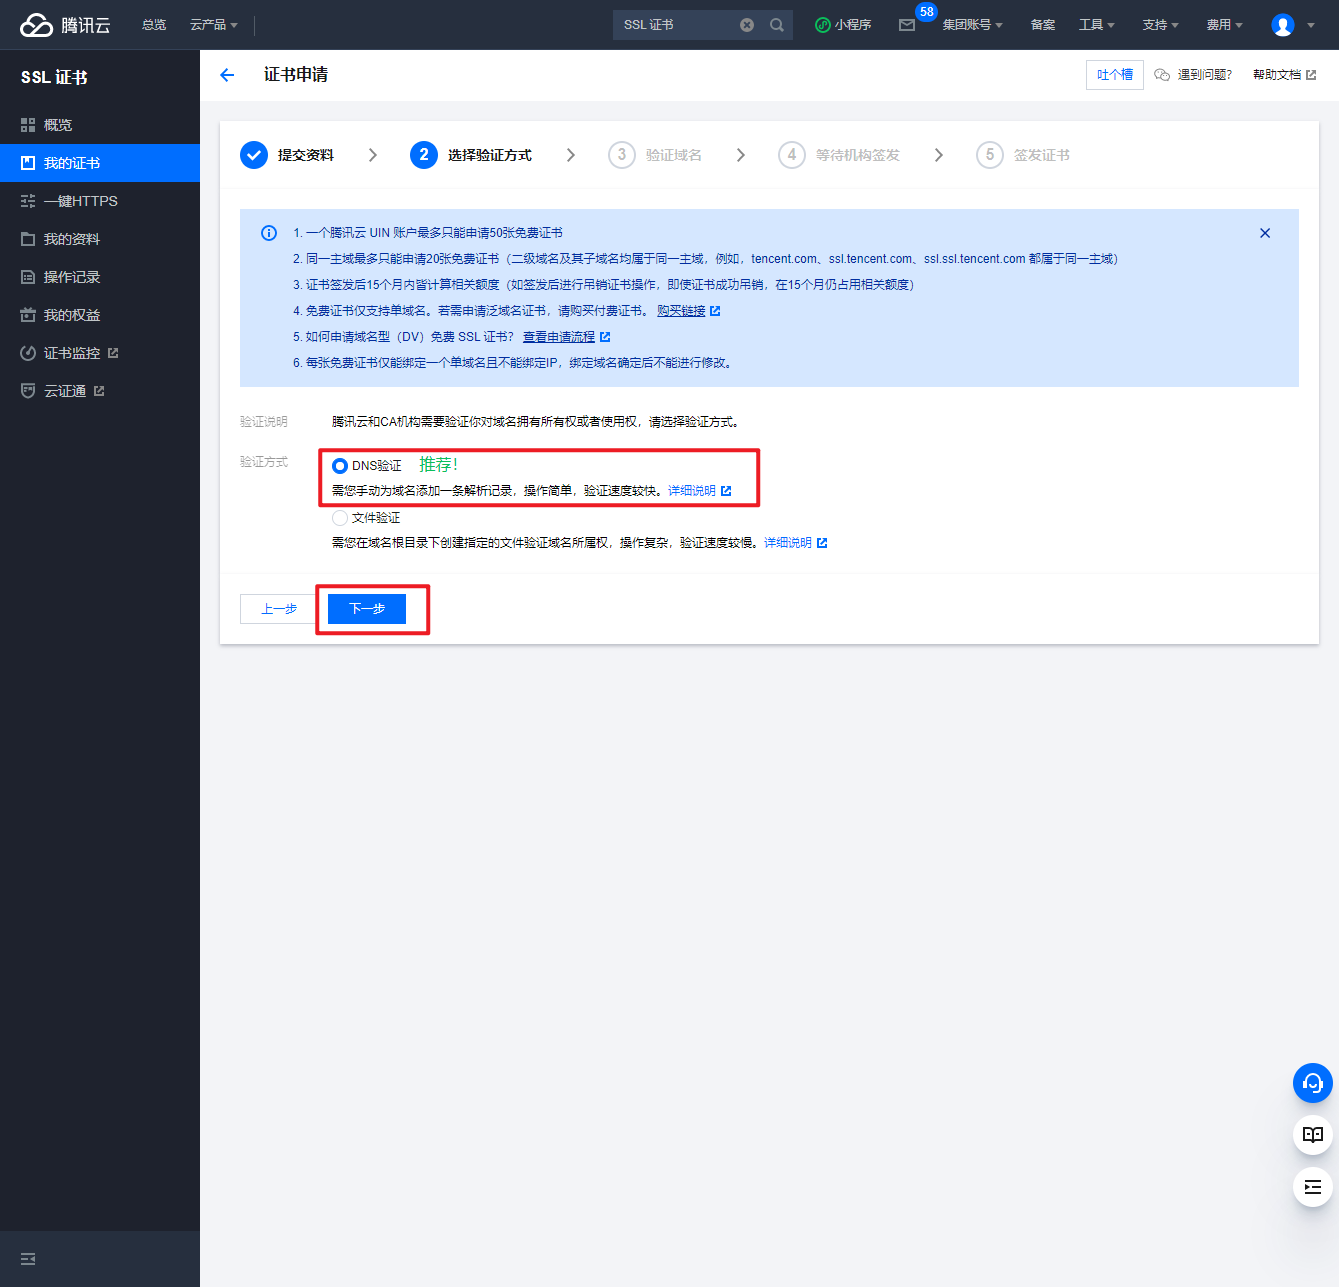 腾讯云
总览
云产品
SSL 证书
小程序
58
集团账号
备案
工具
支持
费用
SSL 证书
概览
我的证书
一键HTTPS
我的资料
操作记录
我的权益
证书监控
云证通
证书申请
吐个槽
遇到问题?
帮助文档
提交资料
2 选择验证方式
3 验证域名
4 等待机构签发
5 签发证书
1. 一个腾讯云 UIN 账户最多只能申请50张免费证书
2. 同一主域最多只能申请20张免费证书（二级域名及其子域名均属于同一主域，例如，tencent.com、ssl.tencent.com、ssl.ssl.tencent.com 都属于同一主域）
3. 证书签发后15个月内皆计算相关额度（如签发后进行吊销证书操作，即使证书成功吊销，在15个月仍占用相关额度）
4. 免费证书仅支持单域名。若需申请泛域名证书，请购买付费证书。 购买链接
5. 如何申请域名型（DV）免费 SSL 证书？ 查看申请流程
6. 每张免费证书仅能绑定一个单域名且不能绑定IP，绑定域名确定后不能进行修改。
验证说明
腾讯云和CA机构需要验证你对域名拥有所有权或者使用权，请选择验证方式。
验证方式
DNS验证 推荐！
需您手动为域名添加一条解析记录，操作简单，验证速度较快。 详细说明
文件验证
需您在域名根目录下创建指定的文件验证域名所属权，操作复杂，验证速度较慢。 详细说明
上一步
下一步